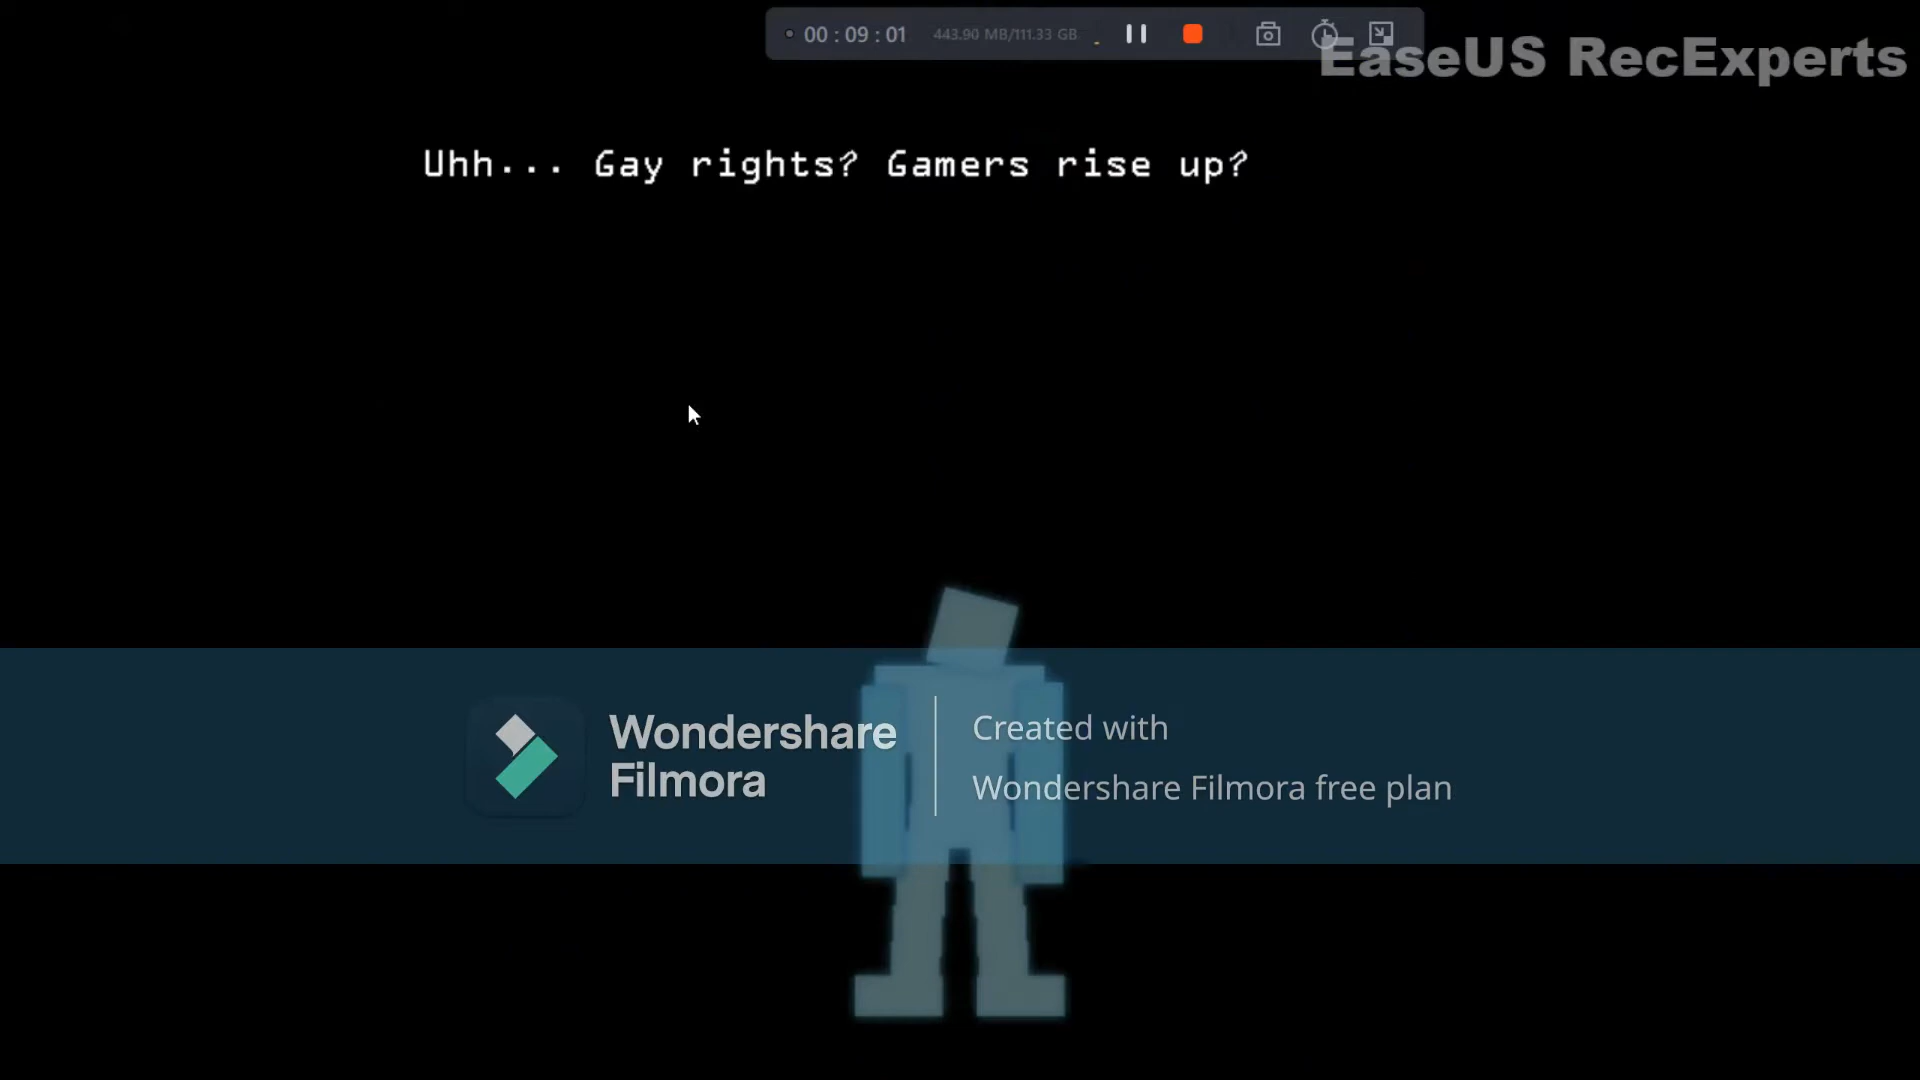 00 : 09 : 01 443.90 MB/111.33 GB
EaseUS RecExperts
Uhh... Gay rights? Gamers rise up?
Wondershare
Filmora
Created with
Wondershare Filmora free plan